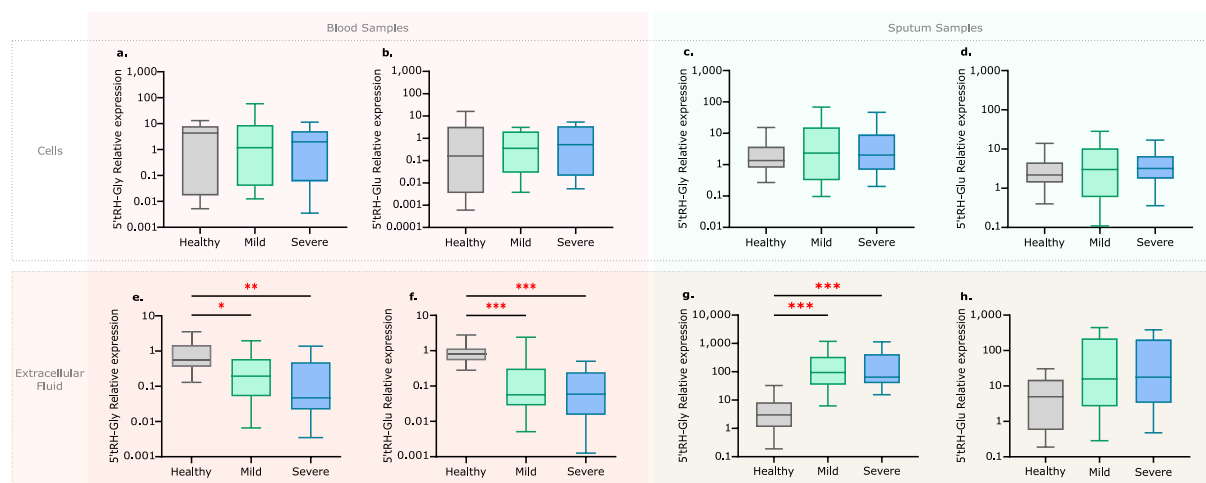 Blood Samples
Sputum Samples
Cells
a.
5'tRH-Gly Relative expression
1,000
100
10
1
0.1
0.01
0.001
Healthy Mild Severe
b.
5'tRH-Glu Relative expression
1,000
100
10
1
0.1
0.01
0.001
0.0001
Healthy Mild Severe
c.
5'tRH-Gly Relative expression
1,000
100
10
1
0.1
0.01
Healthy Mild Severe
d.
5'tRH-Glu Relative expression
1,000
100
10
1
0.1
Healthy Mild Severe
Extracellular
Fluid
e.
**
*
5'tRH-Gly Relative expression
10
1
0.1
0.01
0.001
Healthy Mild Severe
f.
***
***
5'tRH-Glu Relative expression
10
1
0.1
0.01
0.001
Healthy Mild Severe
g.
***
***
5'tRH-Gly Relative expression
10,000
1,000
100
10
1
0.1
Healthy Mild Severe
h.
5'tRH-Glu Relative expression
1,000
100
10
1
0.1
Healthy Mild Severe